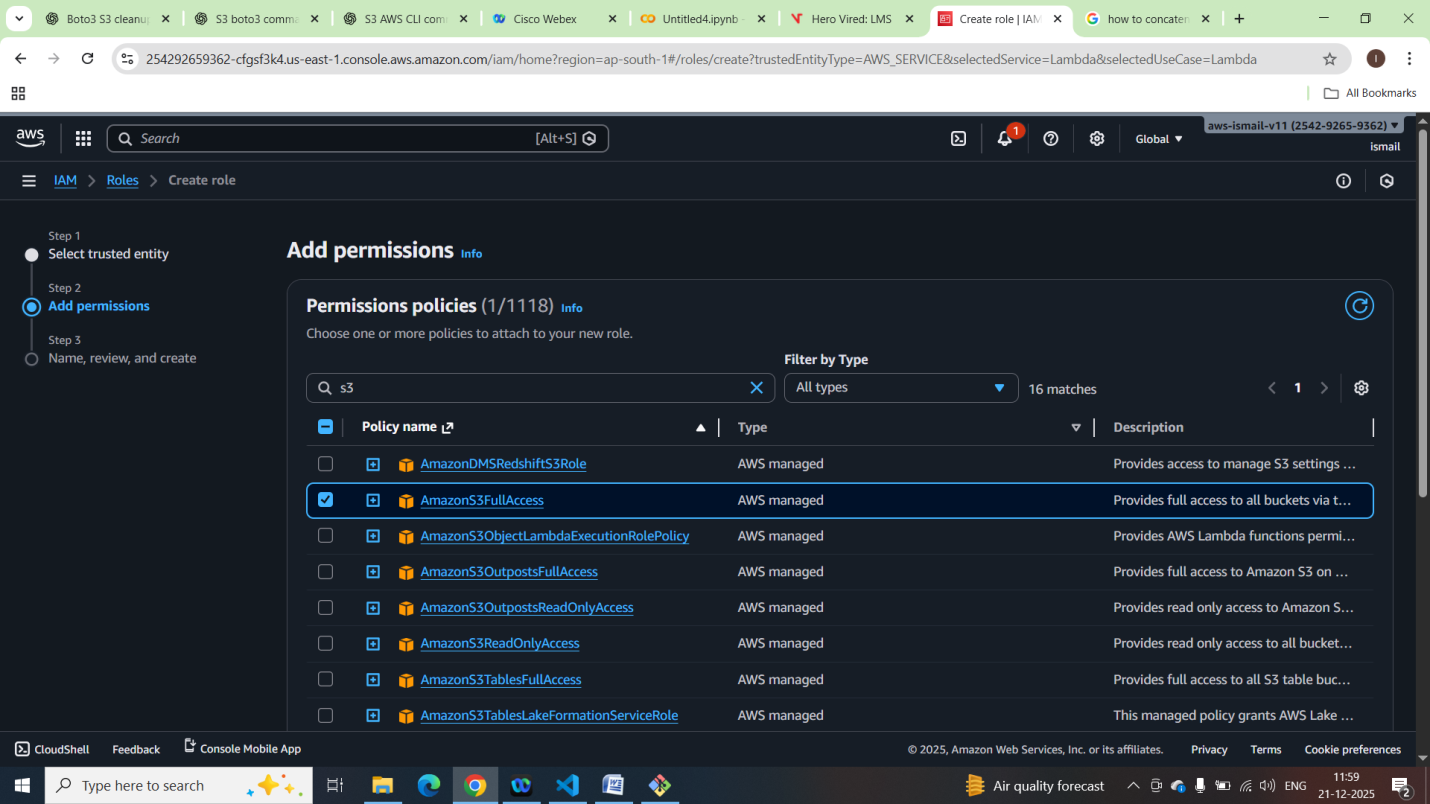 Boto3 S3 cleanup
S3 boto3 comma
S3 AWS CLI com
Cisco Webex
Untitled4.ipynb -
Hero Vired: LMS
Create role | IAM
how to concaten
254292659362-cfgsf3k4.us-east-1.console.aws.amazon.com/iam/home?region=ap-south-1#/roles/create?trustedEntityType=AWS_SERVICE&selectedService=Lambda&selectedUseCase=Lambda
I
All Bookmarks
aws
Search
[Alt+S]
1
Global
aws-ismail-v11 (2542-9265-9362)
ismail
IAM
Roles
Create role
Step 1
Select trusted entity
Step 2
Add permissions
Step 3
Name, review, and create
Add permissions Info
Permissions policies (1/1118) Info
Choose one or more policies to attach to your new role.
Filter by Type
s3
All types
16 matches
1
Policy name Type Description
AmazonDMSRedshiftS3Role AWS managed Provides access to manage S3 settings ...
AmazonS3FullAccess AWS managed Provides full access to all buckets via t...
AmazonS3ObjectLambdaExecutionRolePolicy AWS managed Provides AWS Lambda functions permi...
AmazonS3OutpostsFullAccess AWS managed Provides full access to Amazon S3 on ...
AmazonS3OutpostsReadOnlyAccess AWS managed Provides read only access to Amazon S...
AmazonS3ReadOnlyAccess AWS managed Provides read only access to all bucket...
AmazonS3TablesFullAccess AWS managed Provides full access to all S3 table buc...
AmazonS3TablesLakeFormationServiceRole AWS managed This managed policy grants AWS Lake ...
CloudShell Feedback Console Mobile App © 2025, Amazon Web Services, Inc. or its affiliates. Privacy Terms Cookie preferences
Type here to search
Air quality forecast
ENG
11:59
21-12-2025
2